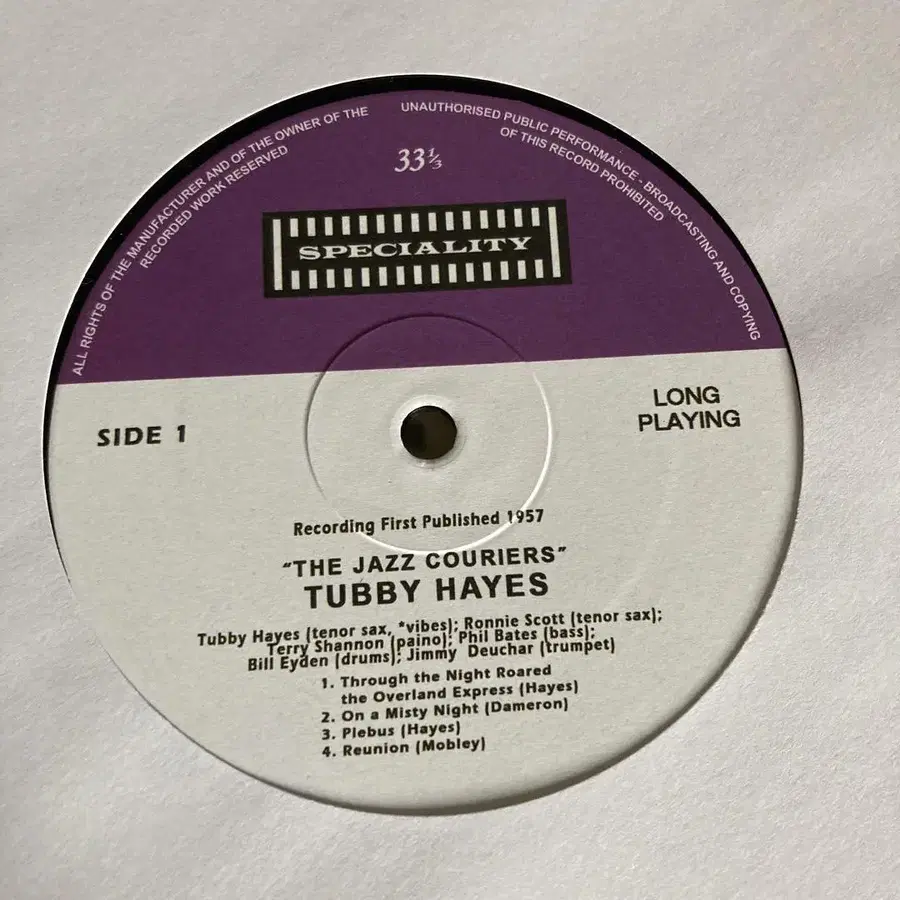 ALL RIGHTS OF THE MANUFACTURER AND OF THE OWNER OF THE
RECORDED WORK RESERVED
UNAUTHORISED PUBLIC PERFORMANCE - BROADCASTING AND COPYING
OF THIS RECORD PROHIBITED
33⅓
SPECIALITY
SIDE 1
LONG
PLAYING
Recording First Published 1957
"THE JAZZ COURIERS"
TUBBY HAYES
Tubby Hayes (tenor sax, *vibes); Ronnie Scott (tenor sax);
Terry Shannon (paino); Phil Bates (bass);
Bill Eyden (drums); Jimmy Deuchar (trumpet)
1. Through the Night Roared
the Overland Express (Hayes)
2. On a Misty Night (Dameron)
3. Plebus (Hayes)
4. Reunion (Mobley)